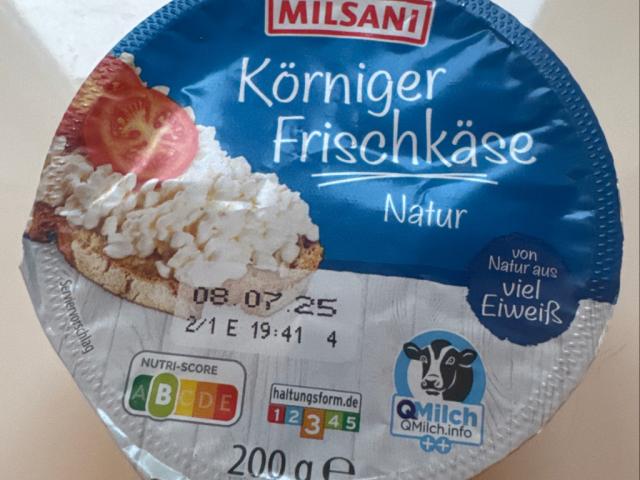 MILSANI
Körniger
Frischkäse
Natur
von
Natur aus
viel
Eiweiß
Serviervorschlag
08.07.25
2/1 E 19:41 4
NUTRI-SCORE
A B C D E
haltungsform.de
1 2 3 4 5
QMilch
QMilch.info
++
200 g e